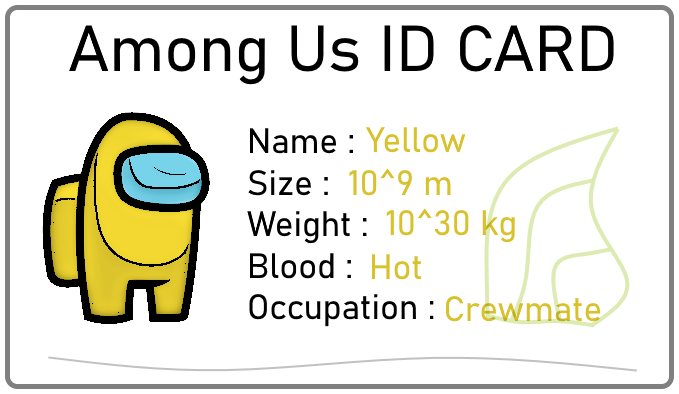 Among Us ID CARD
Name : Yellow
Size : 10^9 m
Weight : 10^30 kg
Blood : Hot
Occupation : Crewmate